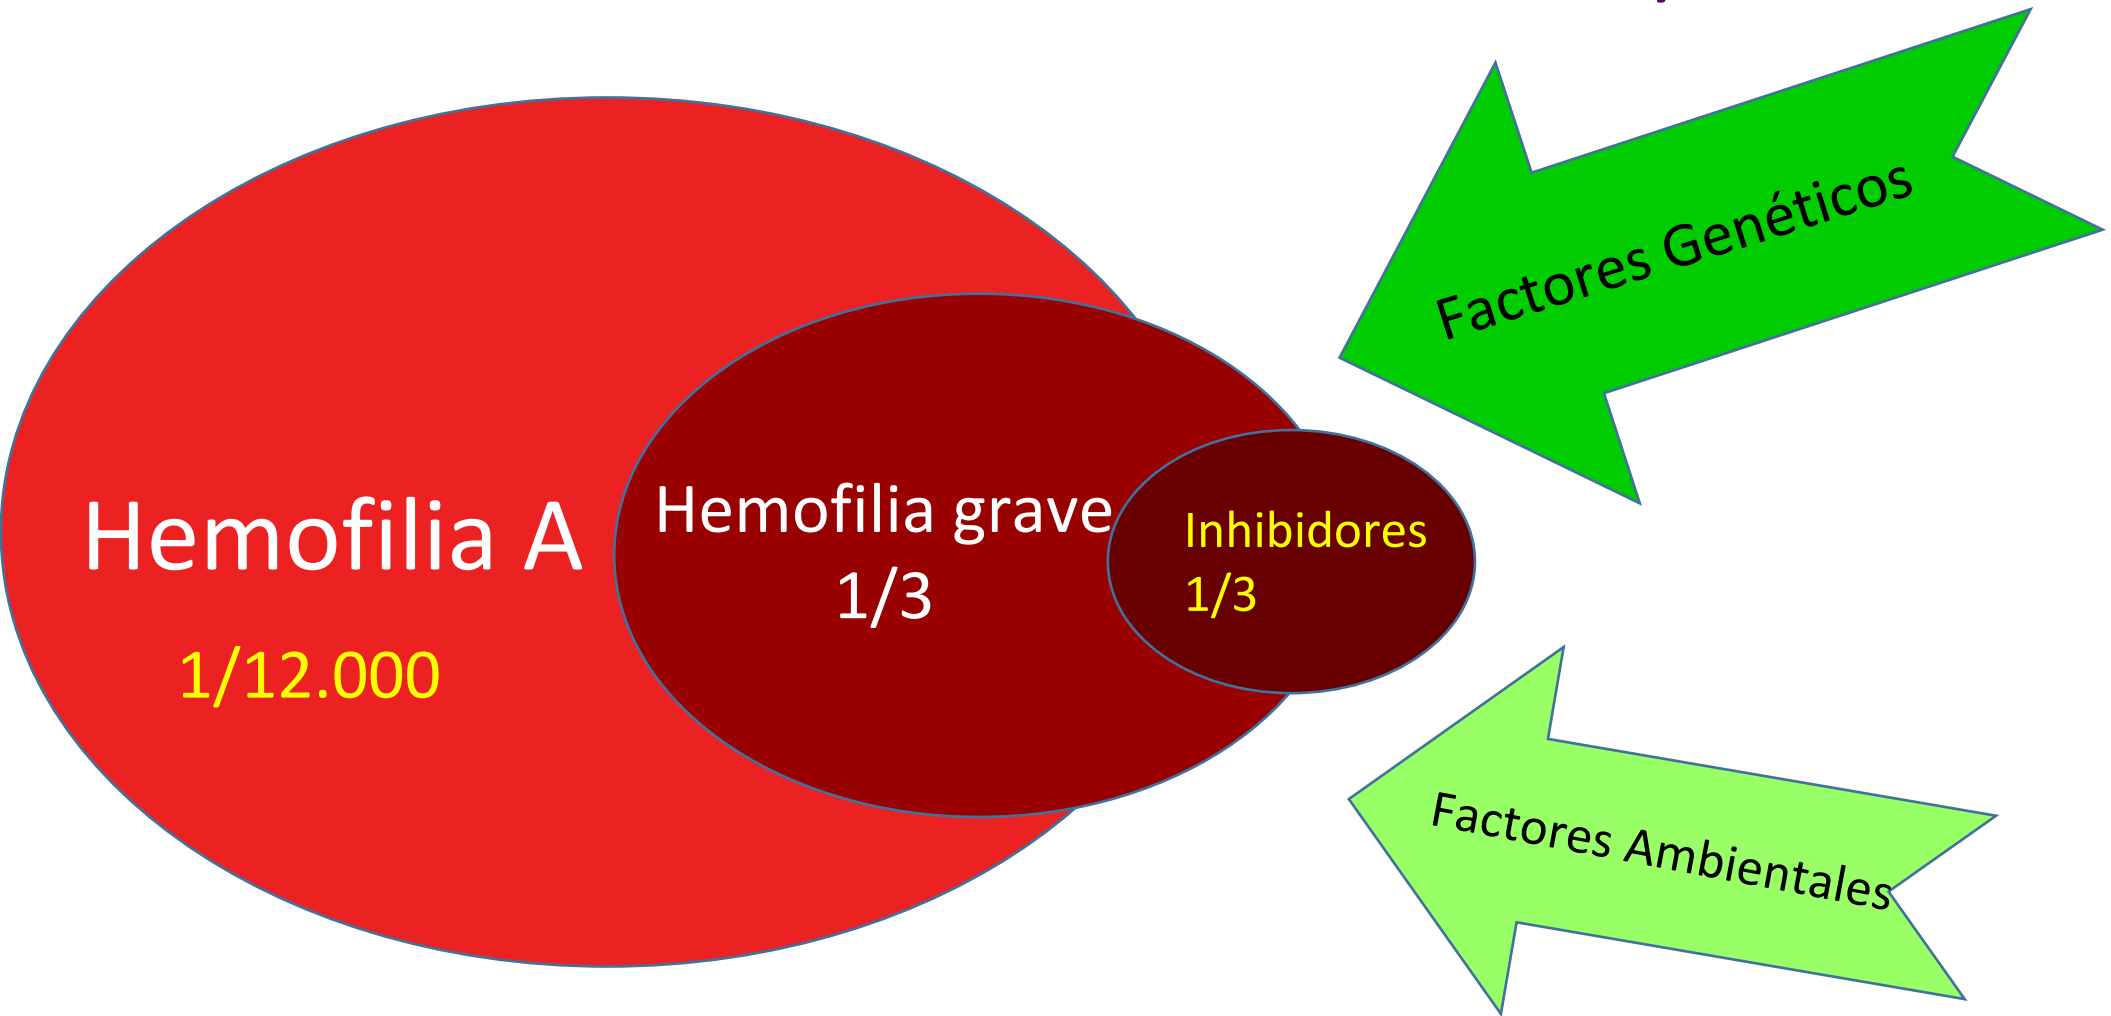 Factores Genéticos
Hemofilia A
1/12.000
Hemofilia grave
1/3
Inhibidores
1/3
Factores Ambientales